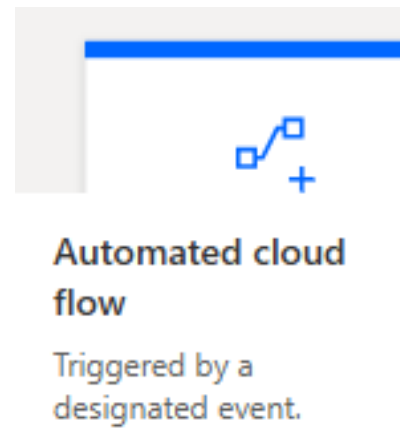 Automated cloud
flow
Triggered by a
designated event.